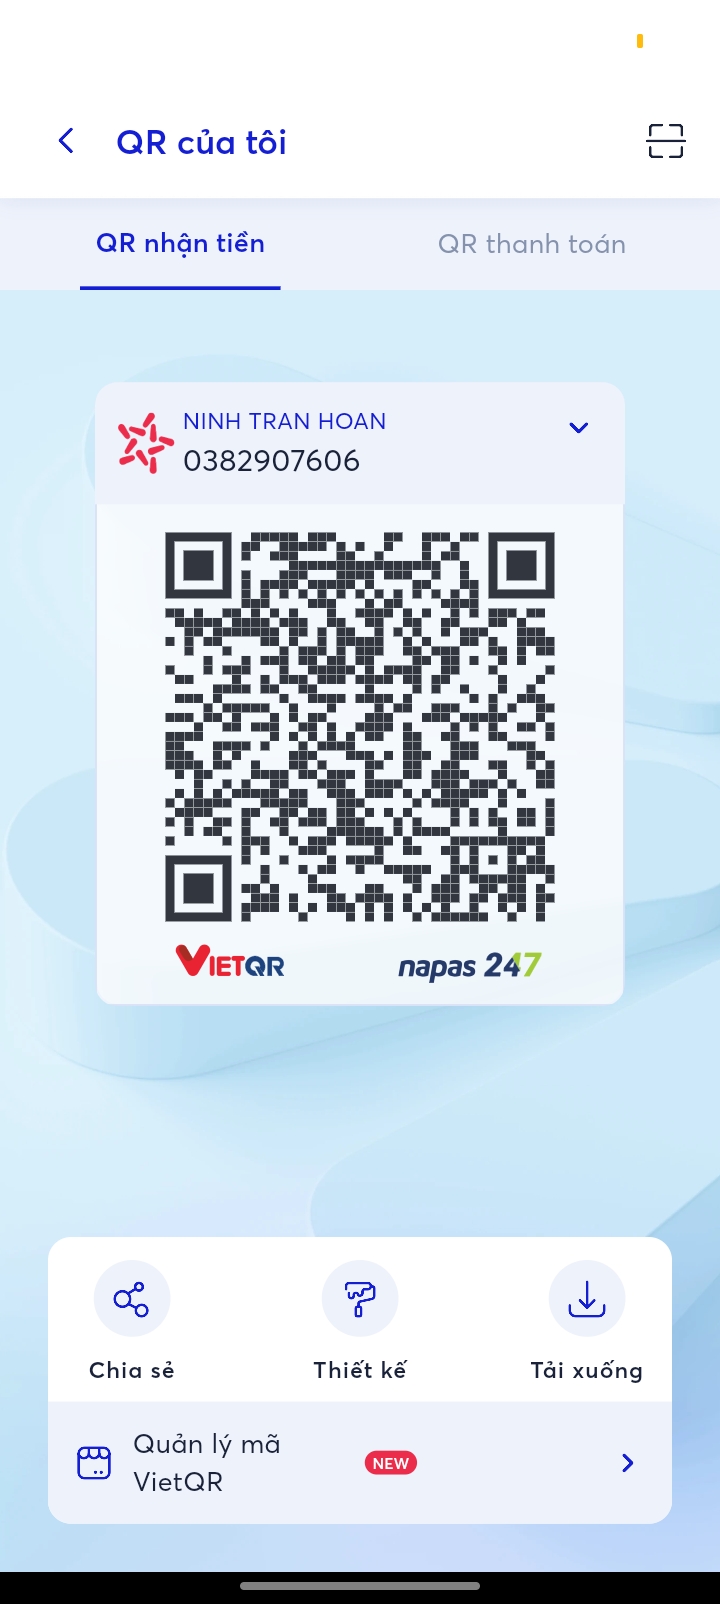 QR của tôi
QR nhận tiền
QR thanh toán
NINH TRAN HOAN
0382907606
VIETQR
napas 247
Chia sẻ
Thiết kế
Tải xuống
Quản lý mã
VietQR
NEW